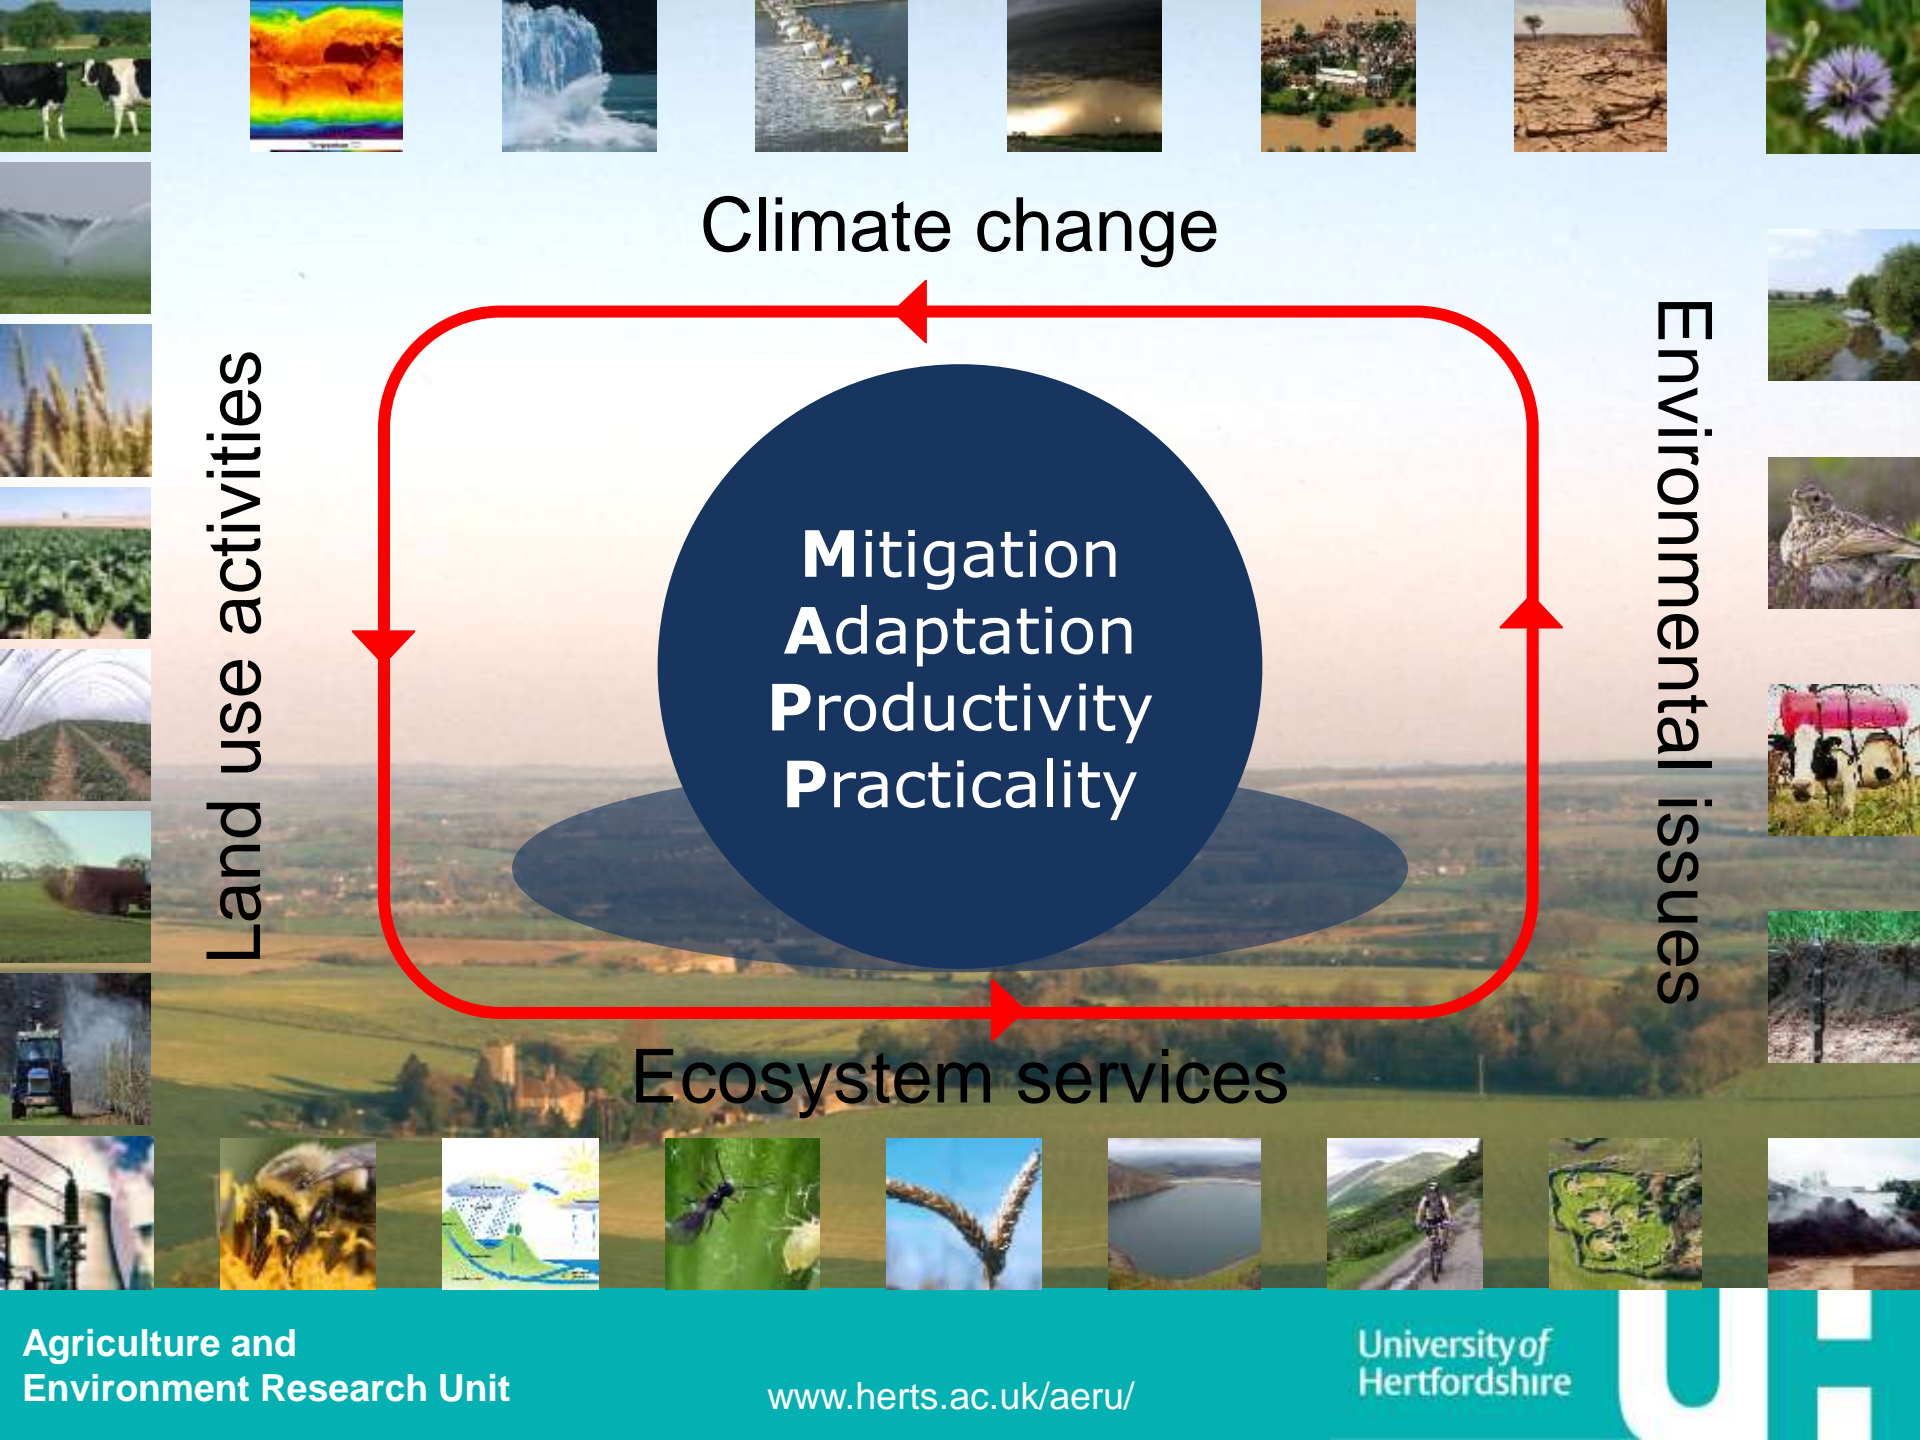 Climate change
Land use activities
Environmental issues
Mitigation
Adaptation
Productivity
Practicality
Ecosystem services
Agriculture and
Environment Research Unit
www.herts.ac.uk/aeru/
University of
Hertfordshire
UH